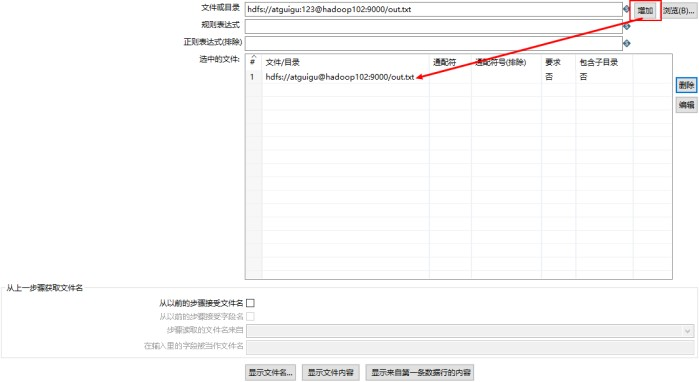 文件或目录 hdfs://atguigu:123@hadoop102:9000/out.txt 增加 浏览(B)...
规则表达式
正则表达式(排除)
选中的文件: # 文件/目录 通配符 通配符号(排除) 要求 包含子目录
1 hdfs://atguigu@hadoop102:9000/out.txt 否 否
删除
编辑
从上一步骤获取文件名
从以前的步骤接受文件名
从以前的步骤接受字段名
步骤读取的文件名来自
在输入里的字段被当作文件名
显示文件名... 显示文件内容 显示来自第一条数据行的内容